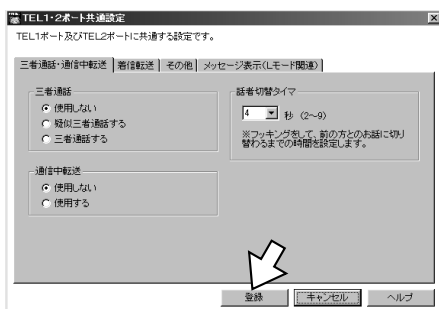 TEL1・2ポート共通設定
TEL1ポート及びTEL2ポートに共通する設定です。
三者通話・通信中転送 着信転送 その他 メッセージ表示(Lモード関連)
三者通話
使用しない
疑似三者通話する
三者通話する
通信中転送
使用しない
使用する
話者切替タイマ
4 秒 (2~9)
※フッキングをして、前の方とのお話に切り
替わるまでの時間を設定します。
登録 キャンセル ヘルプ